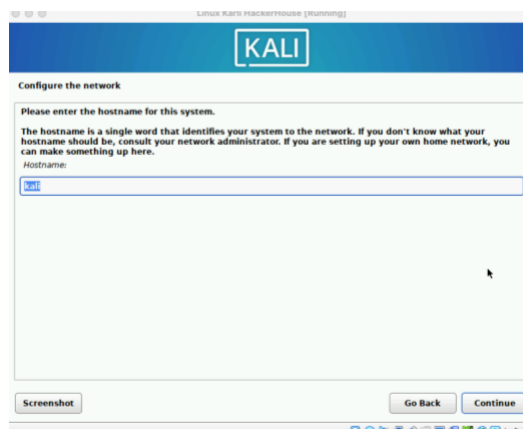 Linux Karli HackerHouse [Running]
KALI
Configure the network
Please enter the hostname for this system.
The hostname is a single word that identifies your system to the network. If you don't know what your
hostname should be, consult your network administrator. If you are setting up your own home network, you
can make something up here.
Hostname:
kali
Screenshot
Go Back
Continue